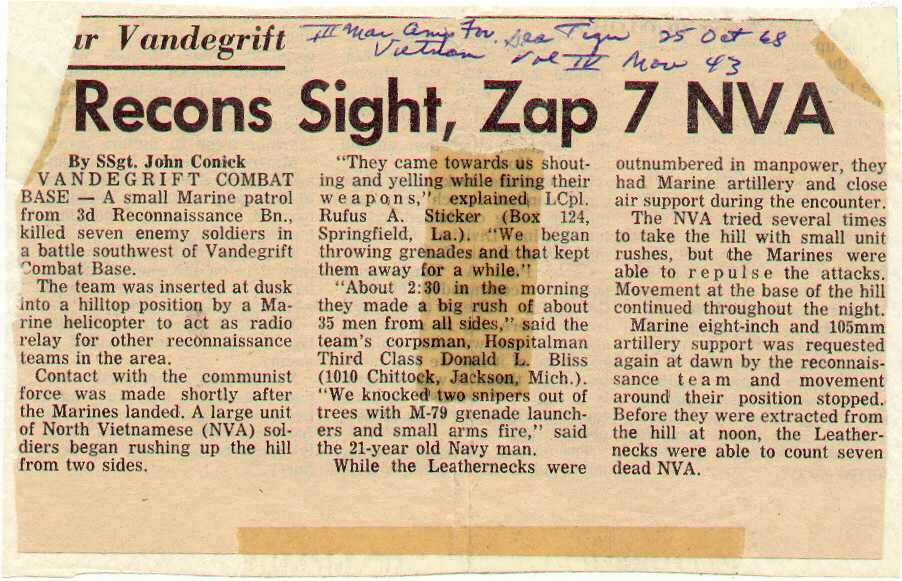 ar Vandegrift
III Mar Amp For. Sea Tiger 25 Oct 68
Vietnam Vol IV No 43
Recons Sight, Zap 7 NVA
By SSgt. John Conick
VANDEGRIFT COMBAT
BASE — A small Marine patrol
from 3d Reconnaissance Bn.,
killed seven enemy soldiers in
a battle southwest of Vandegrift
Combat Base.
The team was inserted at dusk
into a hilltop position by a Ma-
rine helicopter to act as radio
relay for other reconnaissance
teams in the area.
Contact with the communist
force was made shortly after
the Marines landed. A large unit
of North Vietnamese (NVA) sol-
diers began rushing up the hill
from two sides.
"They came towards us shout-
ing and yelling while firing their
weapons," explained LCpl.
Rufus A. Sticker (Box 124,
Springfield, La.). "We began
throwing grenades and that kept
them away for a while."
"About 2:30 in the morning
they made a big rush of about
35 men from all sides," said the
team's corpsman, Hospitalman
Third Class Donald L. Bliss
(1010 Chittock, Jackson, Mich.).
"We knocked two snipers out of
trees with M-79 grenade launch-
ers and small arms fire," said
the 21-year old Navy man.
While the Leathernecks were
outnumbered in manpower, they
had Marine artillery and close
air support during the encounter.
The NVA tried several times
to take the hill with small unit
rushes, but the Marines were
able to repulse the attacks.
Movement at the base of the hill
continued throughout the night.
Marine eight-inch and 105mm
artillery support was requested
again at dawn by the reconnais-
sance team and movement
around their position stopped.
Before they were extracted from
the hill at noon, the Leather-
necks were able to count seven
dead NVA.